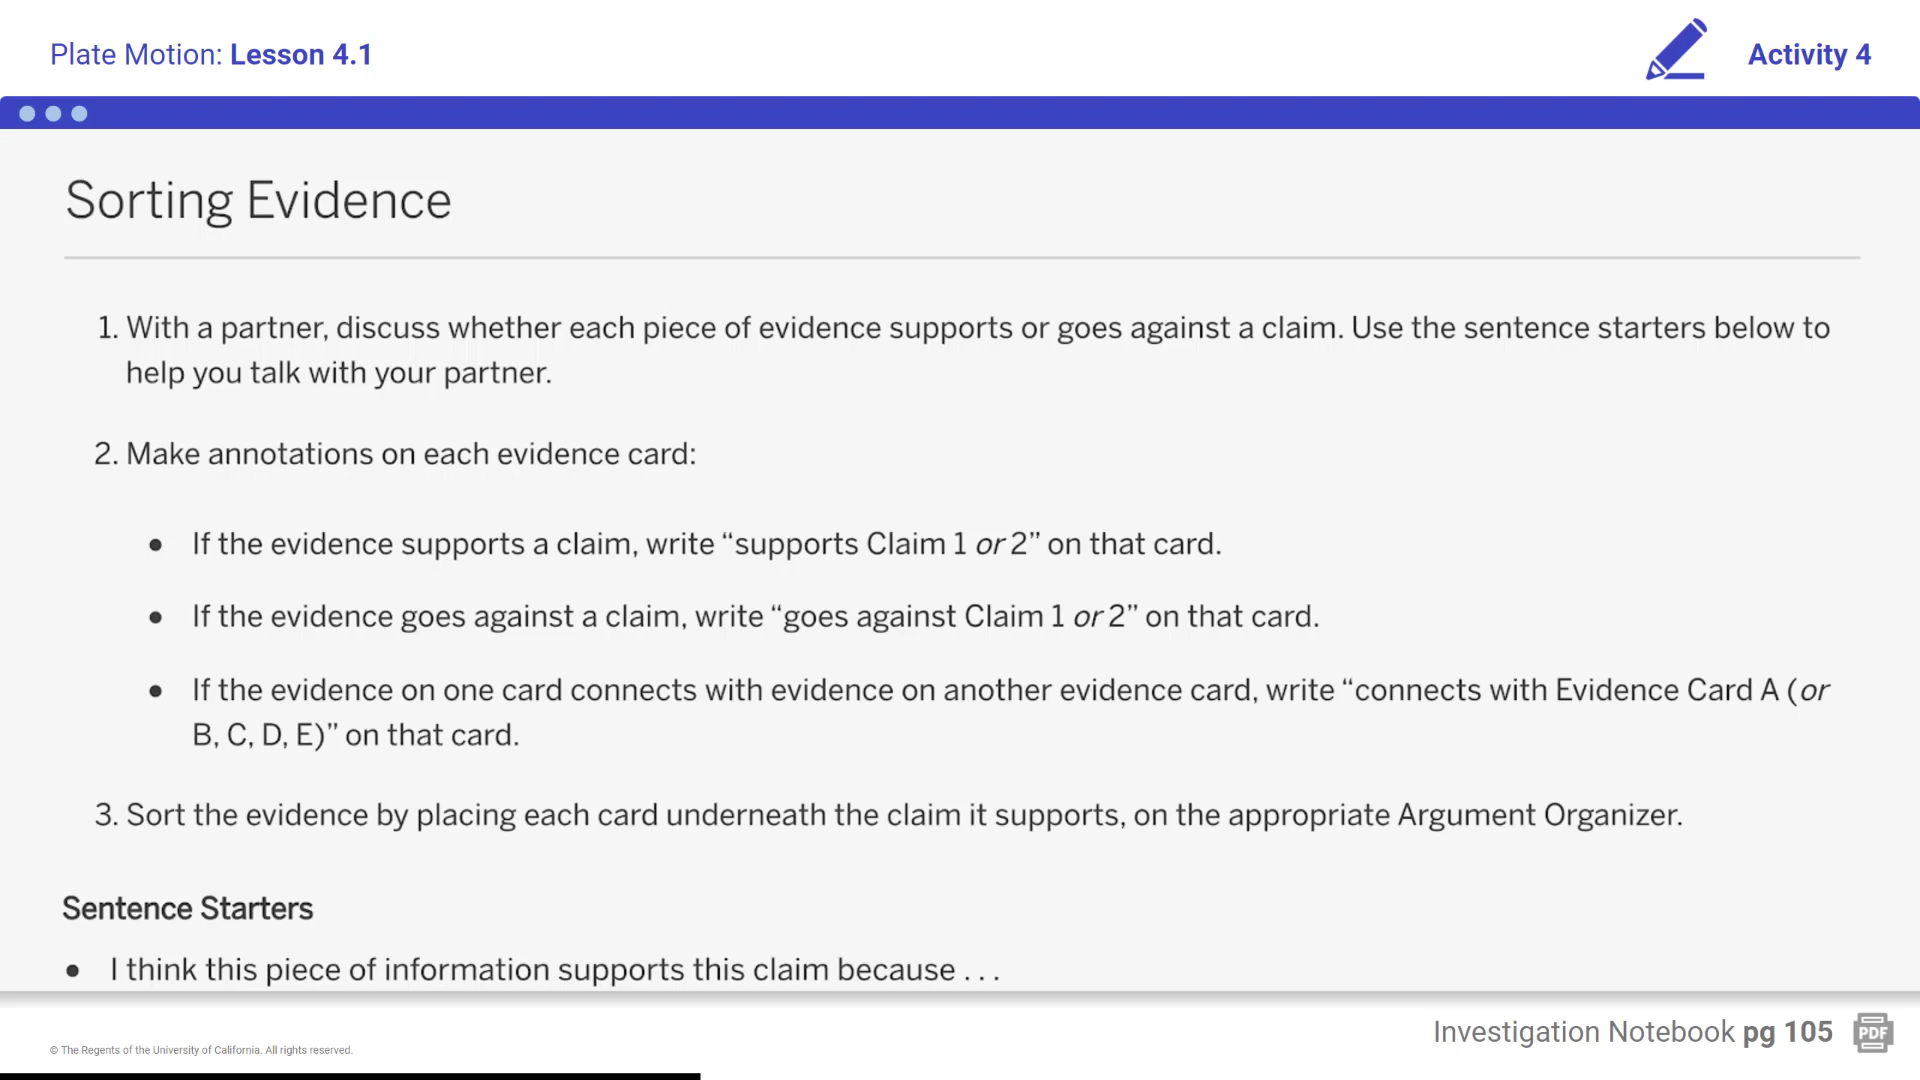 Plate Motion: Lesson 4.1
Activity 4
Sorting Evidence
1. With a partner, discuss whether each piece of evidence supports or goes against a claim. Use the sentence starters below to
help you talk with your partner.
2. Make annotations on each evidence card:
● If the evidence supports a claim, write “supports Claim 1 or 2” on that card.
● If the evidence goes against a claim, write “goes against Claim 1 or 2” on that card.
● If the evidence on one card connects with evidence on another evidence card, write “connects with Evidence Card A (or
B, C, D, E)” on that card.
3. Sort the evidence by placing each card underneath the claim it supports, on the appropriate Argument Organizer.
Sentence Starters
● I think this piece of information supports this claim because . . .
Investigation Notebook pg 105
PDF
© The Regents of the University of California. All rights reserved.